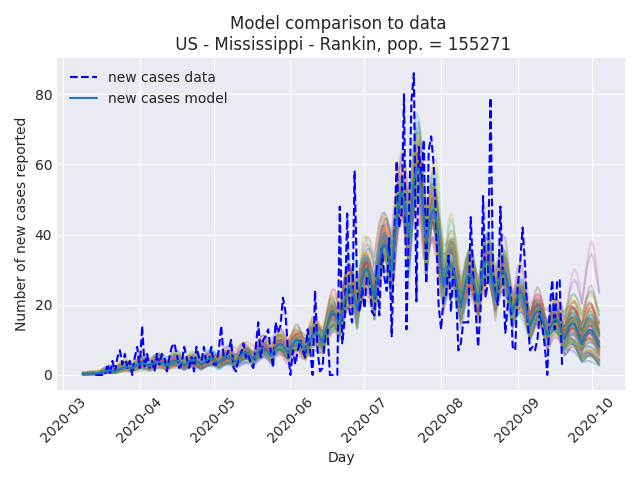 Model comparison to data
US - Mississippi - Rankin, pop. = 155271
new cases data
new cases model
Number of new cases reported
80
60
40
20
0
2020-03
2020-04
2020-05
2020-06
2020-07
2020-08
2020-09
2020-10
Day